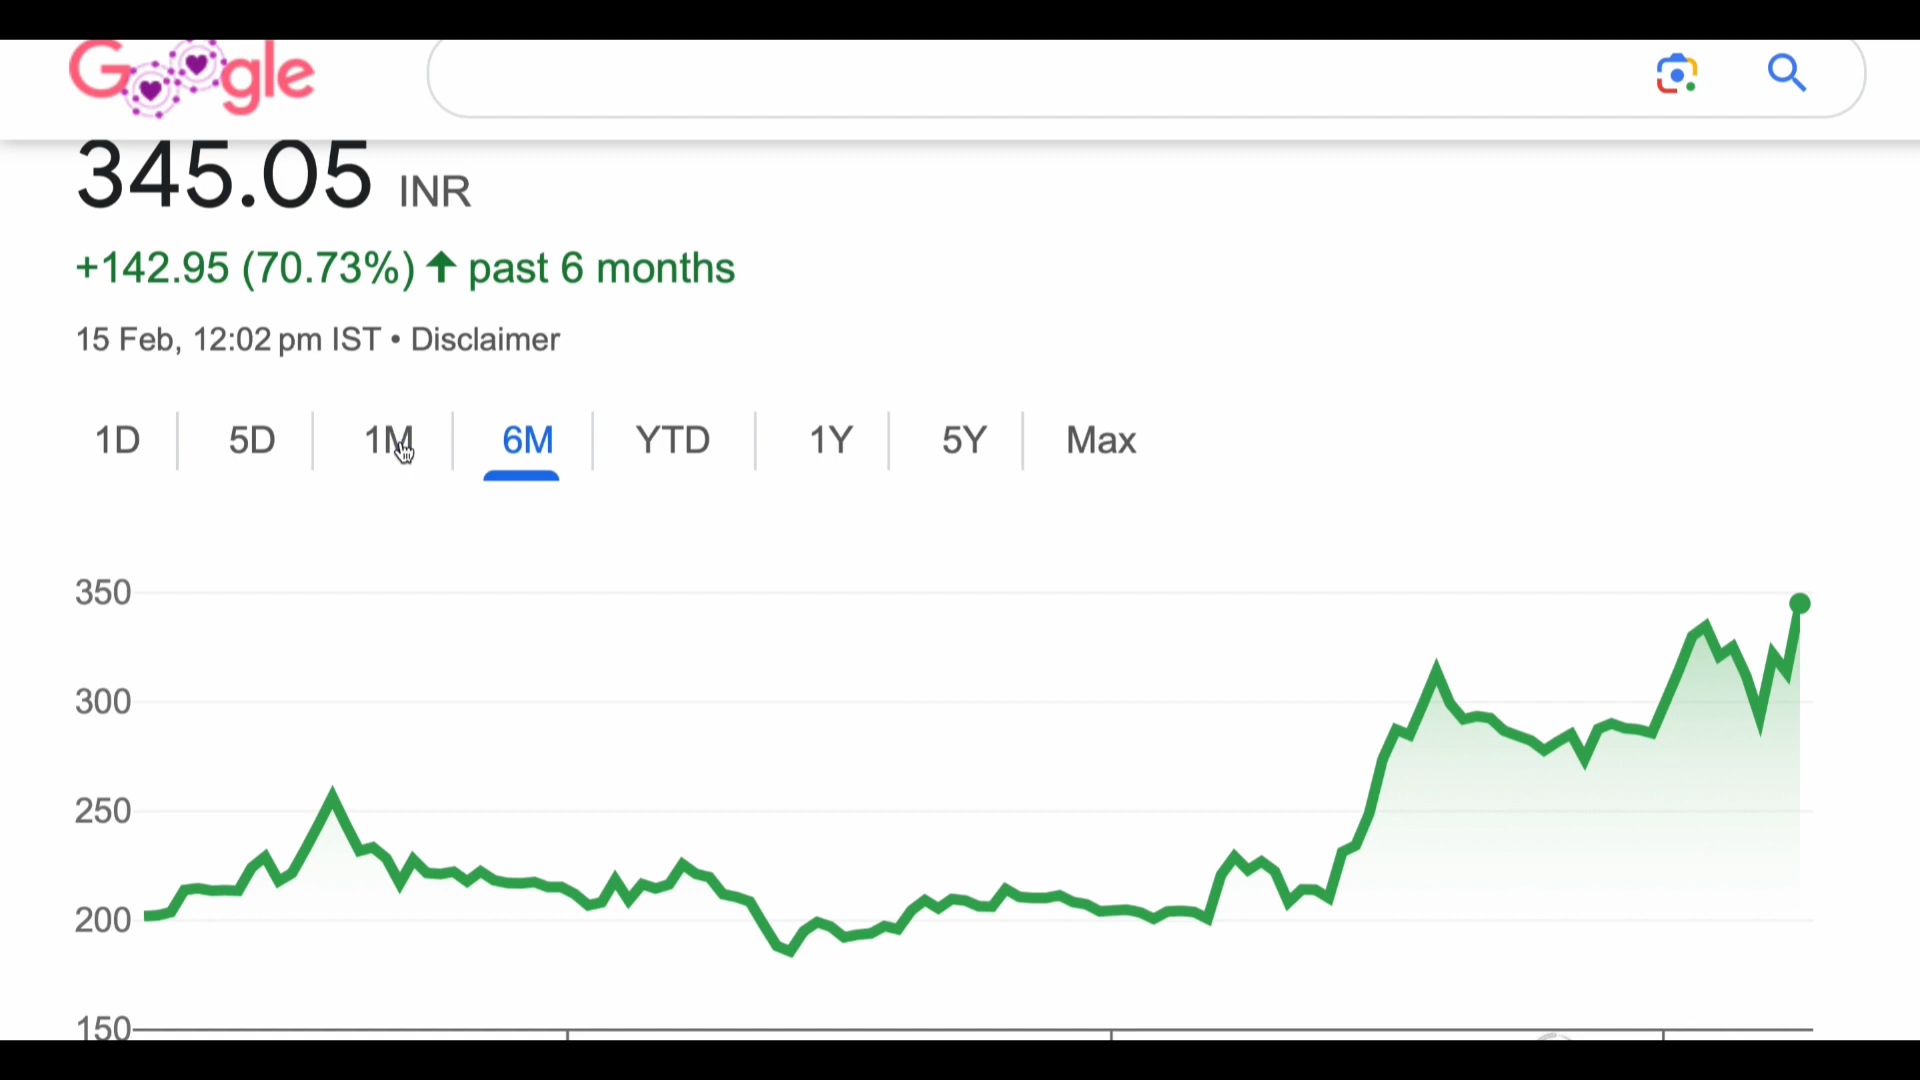 Google
345.05 INR
+142.95 (70.73%) ↑ past 6 months
15 Feb, 12:02 pm IST • Disclaimer
1D 5D 1M 6M YTD 1Y 5Y Max
350
300
250
200
150